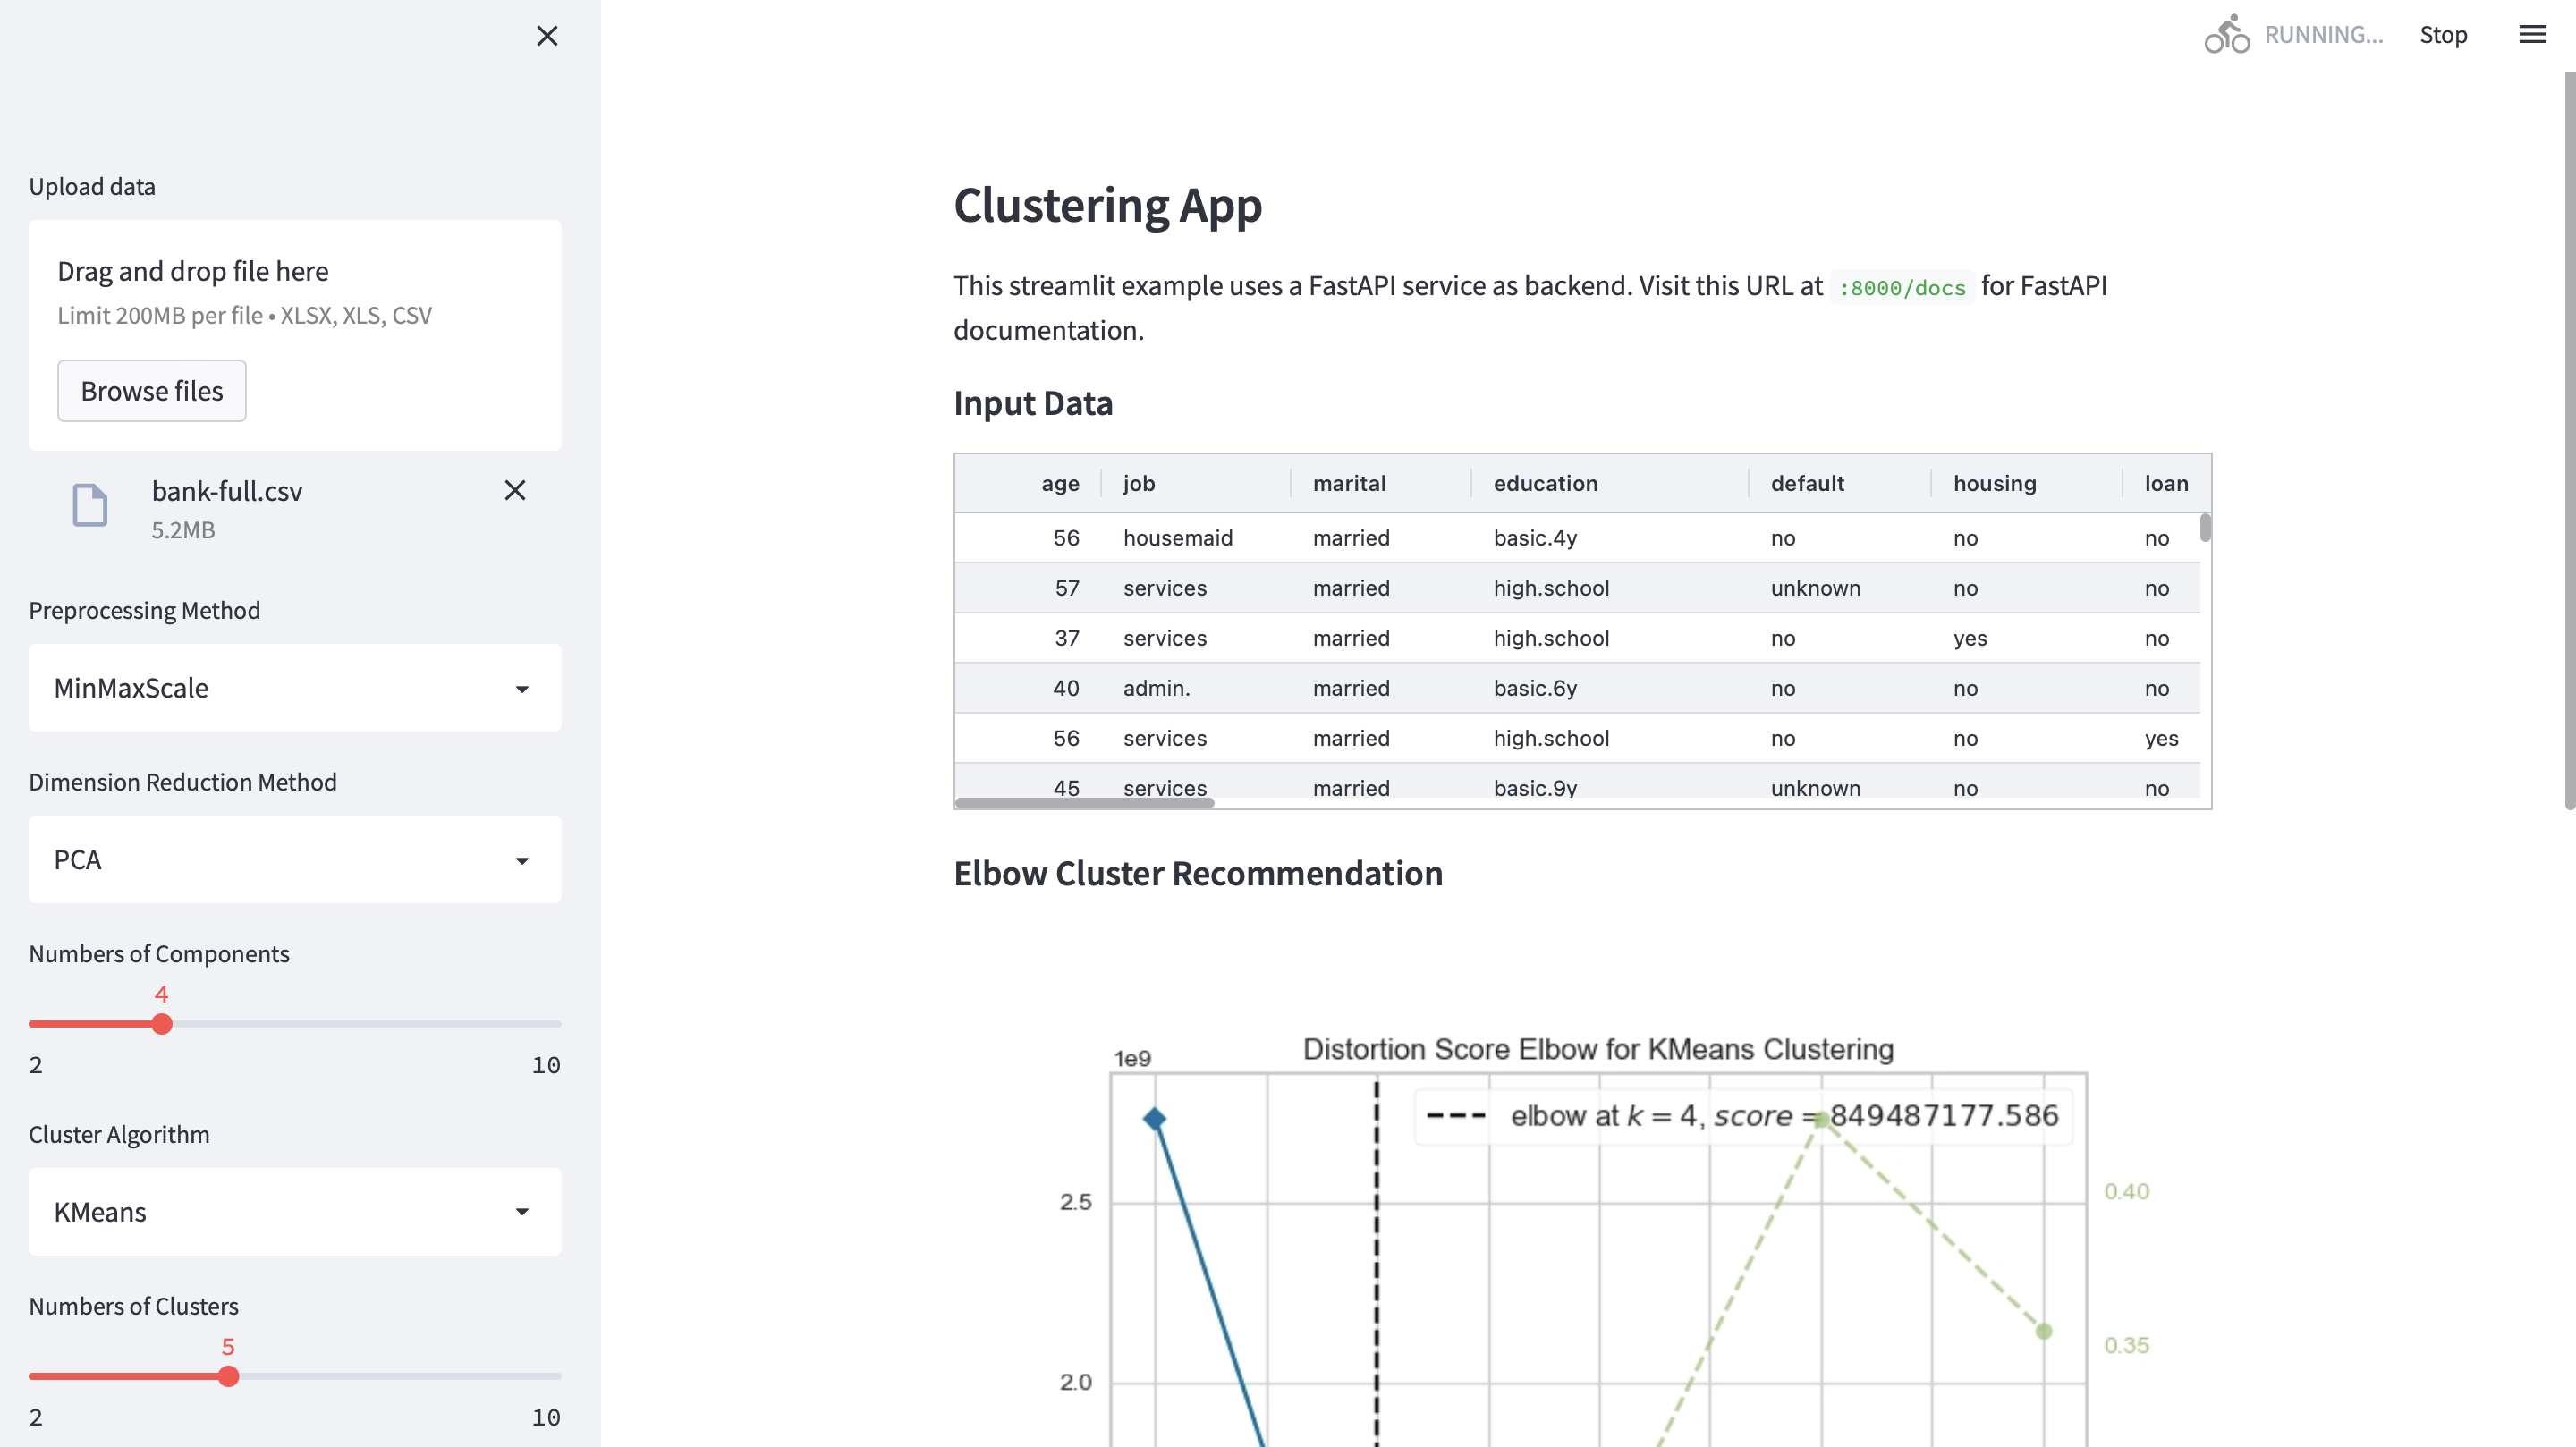 RUNNING... Stop
Upload data
Drag and drop file here
Limit 200MB per file • XLSX, XLS, CSV
Browse files
bank-full.csv
5.2MB
Preprocessing Method
MinMaxScale
Dimension Reduction Method
PCA
Numbers of Components
4
2 10
Cluster Algorithm
KMeans
Numbers of Clusters
5
2 10
Clustering App
This streamlit example uses a FastAPI service as backend. Visit this URL at :8000/docs for FastAPI
documentation.
Input Data
age job marital education default housing loan
56 housemaid married basic.4y no no no
57 services married high.school unknown no no
37 services married high.school no yes no
40 admin. married basic.6y no no no
56 services married high.school no no yes
45 services married basic.9y unknown no no
Elbow Cluster Recommendation
Distortion Score Elbow for KMeans Clustering
1e9
elbow at k = 4, score = 849487177.586
2.5
2.0
0.40
0.35